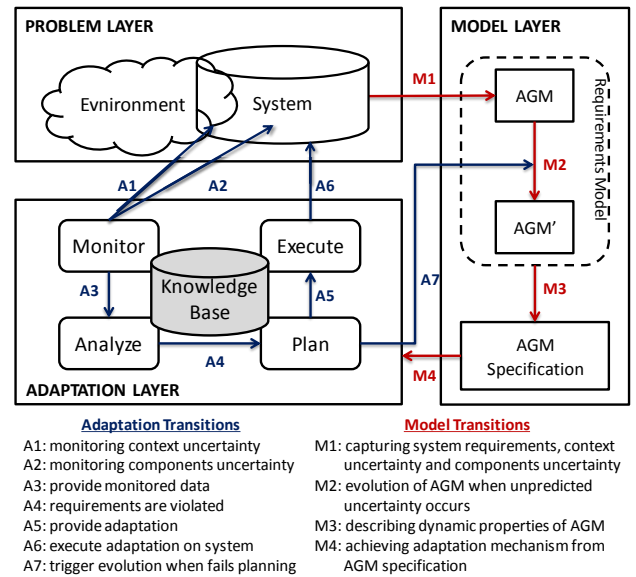 PROBLEM LAYER
MODEL LAYER
Evnironment
System
M1
AGM
Requirements Model
M2
A1
A2
A6
AGM'
Monitor
Execute
A7
A3
Knowledge
Base
A5
M3
Analyze
A4
Plan
AGM
Specification
M4
ADAPTATION LAYER
Adaptation Transitions
A1: monitoring context uncertainty
A2: monitoring components uncertainty
A3: provide monitored data
A4: requirements are violated
A5: provide adaptation
A6: execute adaptation on system
A7: trigger evolution when fails planning
Model Transitions
M1: capturing system requirements, context
uncertainty and components uncertainty
M2: evolution of AGM when unpredicted
uncertainty occurs
M3: describing dynamic properties of AGM
M4: achieving adaptation mechanism from
AGM specification